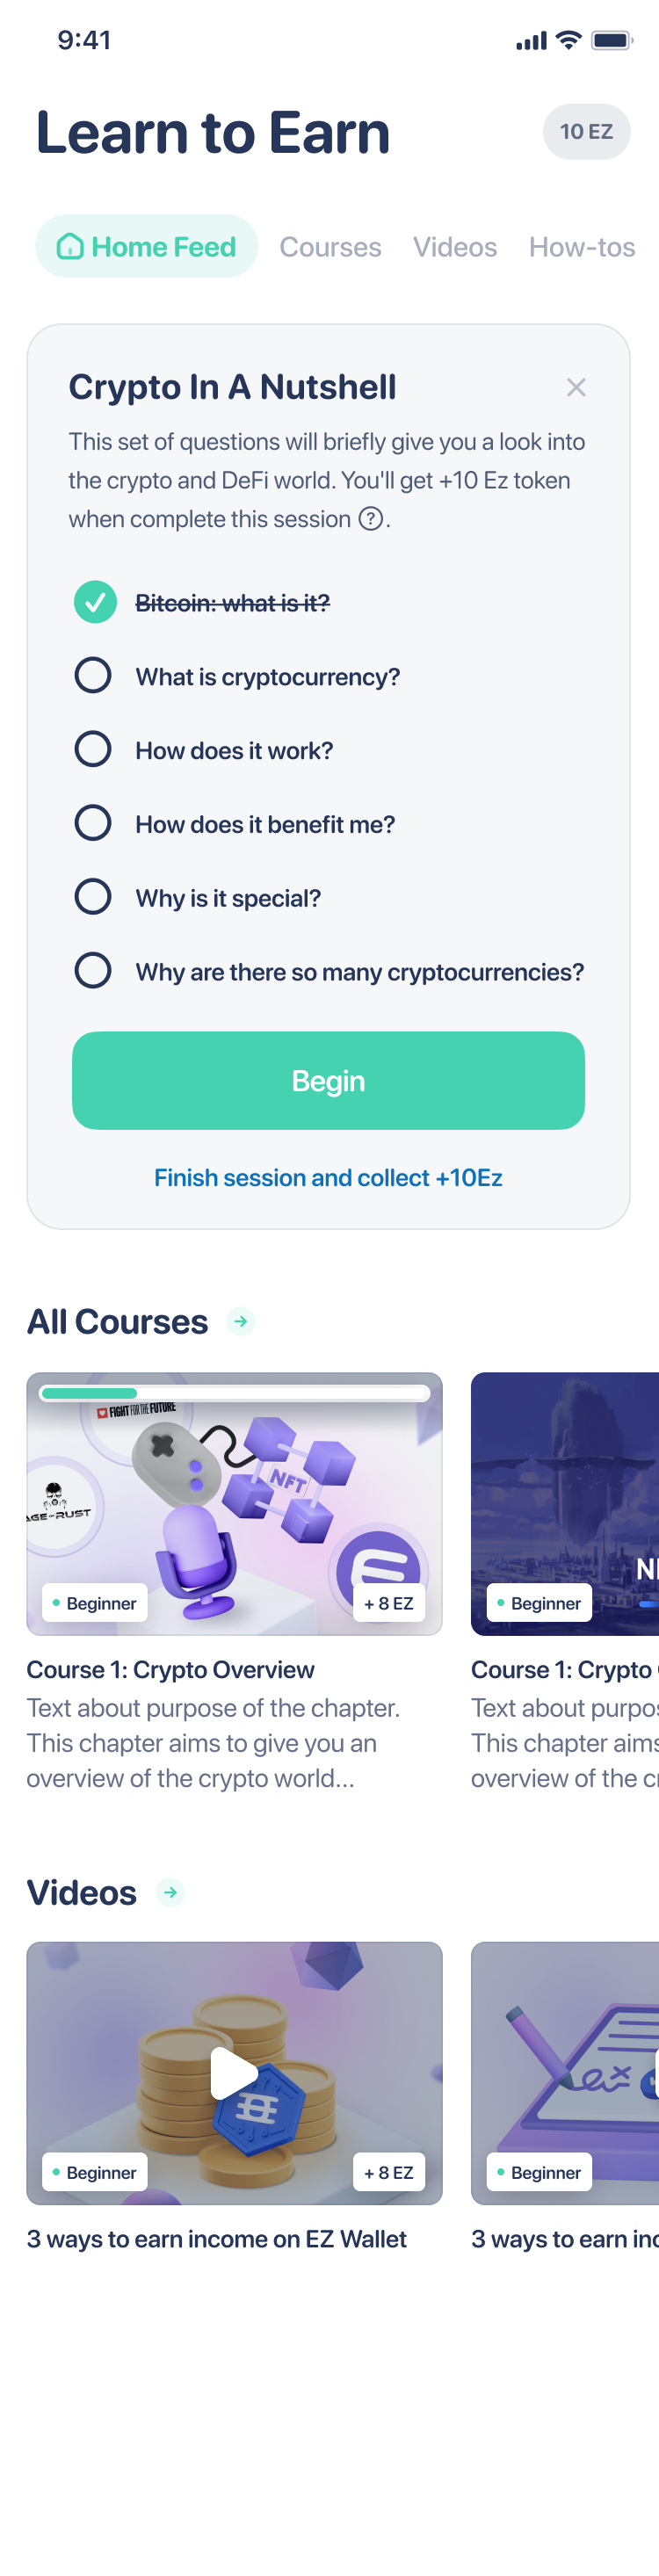 9:41
Learn to Earn
10 EZ
Home Feed
Courses
Videos
How-tos
Crypto In A Nutshell
This set of questions will briefly give you a look into
the crypto and DeFi world. You'll get +10 Ez token
when complete this session ?.
Bitcoin: what is it?
What is cryptocurrency?
How does it work?
How does it benefit me?
Why is it special?
Why are there so many cryptocurrencies?
Begin
Finish session and collect +10Ez
All Courses
FIGHT FOR THE FUTURE
NFT
AGE-RUST
Beginner
+ 8 EZ
Beginner
Course 1: Crypto Overview
Text about purpose of the chapter.
This chapter aims to give you an
overview of the crypto world...
Course 1: Crypto
Text about purpos
This chapter aims
overview of the cr
Videos
Beginner
+ 8 EZ
Beginner
3 ways to earn income on EZ Wallet
3 ways to earn inc